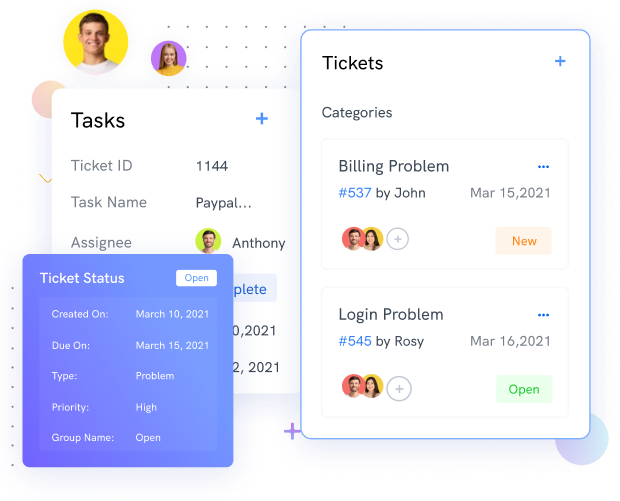 Tasks
Ticket ID 1144
Task Name Paypal...
Assignee Anthony
plete
0,2021
2, 2021
Ticket Status Open
Created On: March 10, 2021
Due On: March 15, 2021
Type: Problem
Priority: High
Group Name: Open
Tickets
Categories
Billing Problem
#537 by John Mar 15,2021
New
Login Problem
#545 by Rosy Mar 16,2021
Open